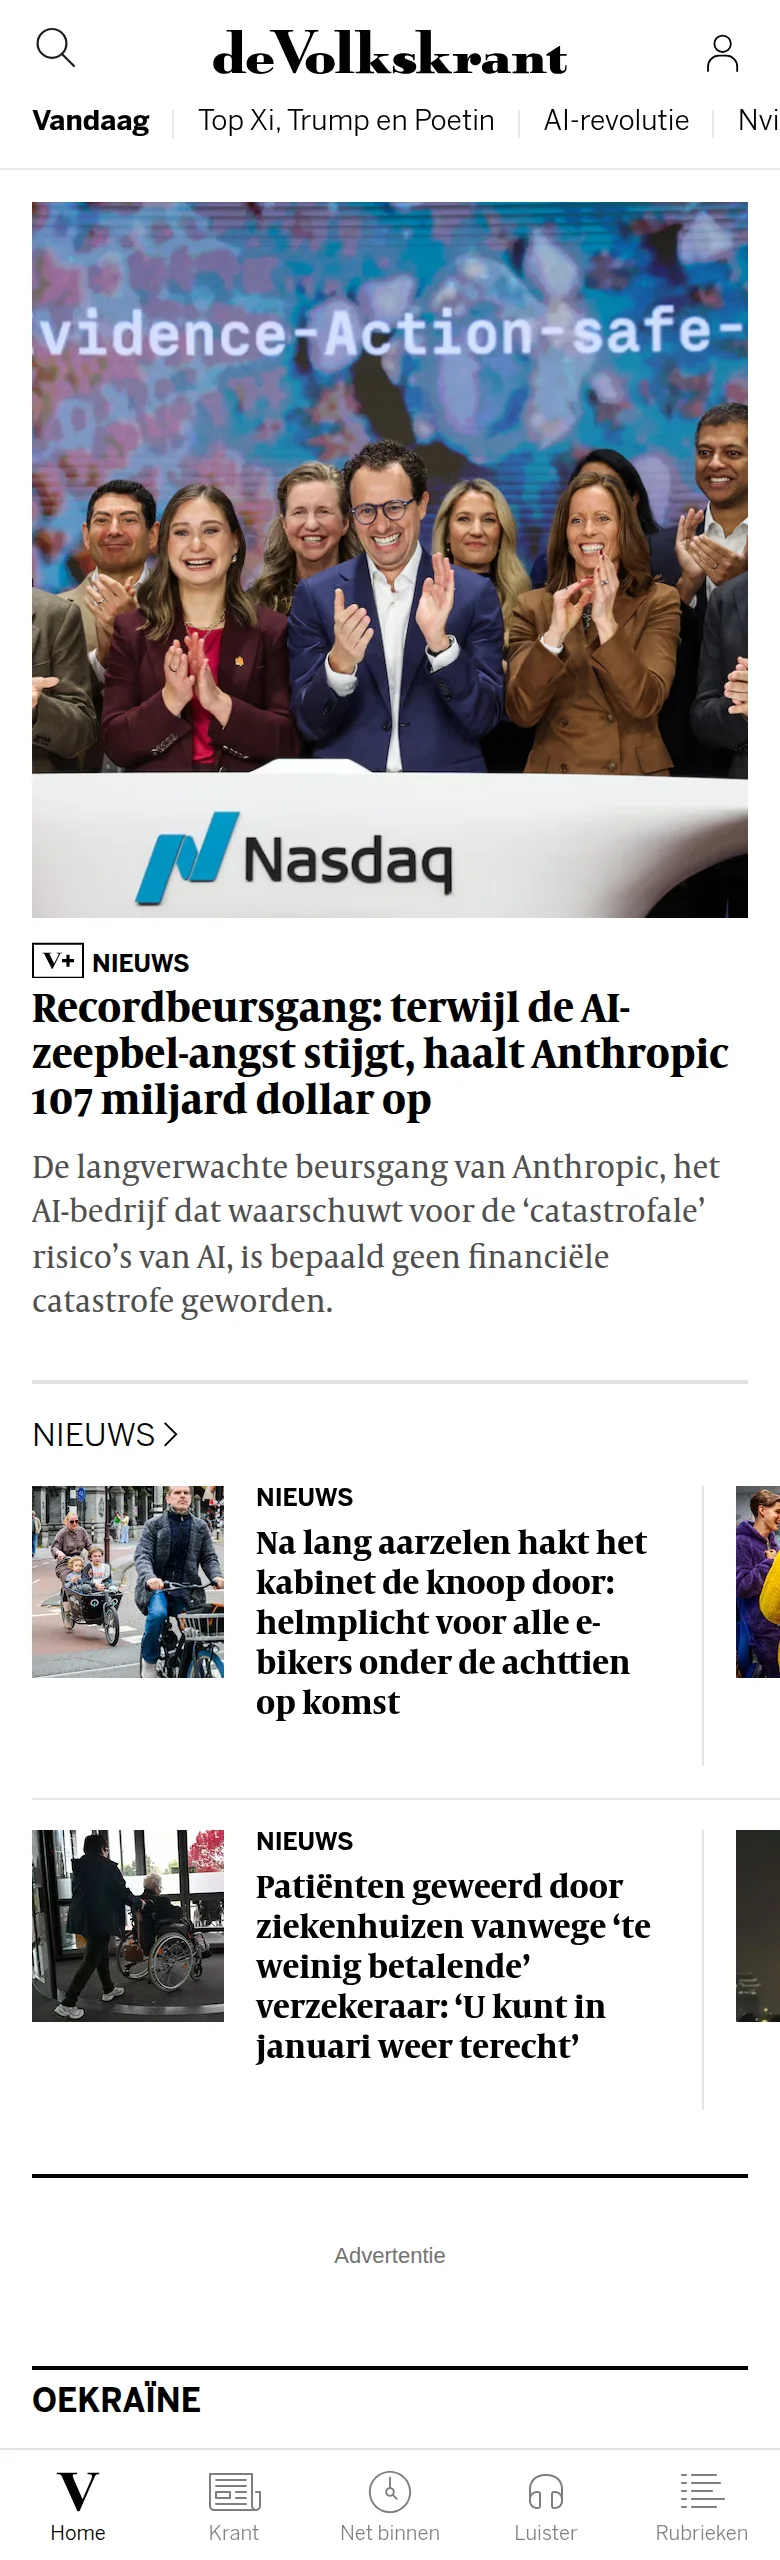 deVolkskrant
Vandaag
Top Xi, Trump en Poetin
AI-revolutie
vidence-Action-safe-
Nasdaq
V+ NIEUWS
Recordbeursgang: terwijl de AI-
zeepbel-angst stijgt, haalt Anthropic
107 miljard dollar op
De langverwachte beursgang van Anthropic, het
AI-bedrijf dat waarschuwt voor de ‘catastrofale’
risico’s van AI, is bepaald geen financiële
catastrofe geworden.
NIEUWS
NIEUWS
Na lang aarzelen hakt het
kabinet de knoop door:
helmplicht voor alle e-
bikers onder de achttien
op komst
NIEUWS
Patiënten geweerd door
ziekenhuizen vanwege ‘te
weinig betalende’
verzekeraar: ‘U kunt in
januari weer terecht’
Advertentie
OEKRAÏNE
V
Home
Krant
Net binnen
Luister
Rubrieken